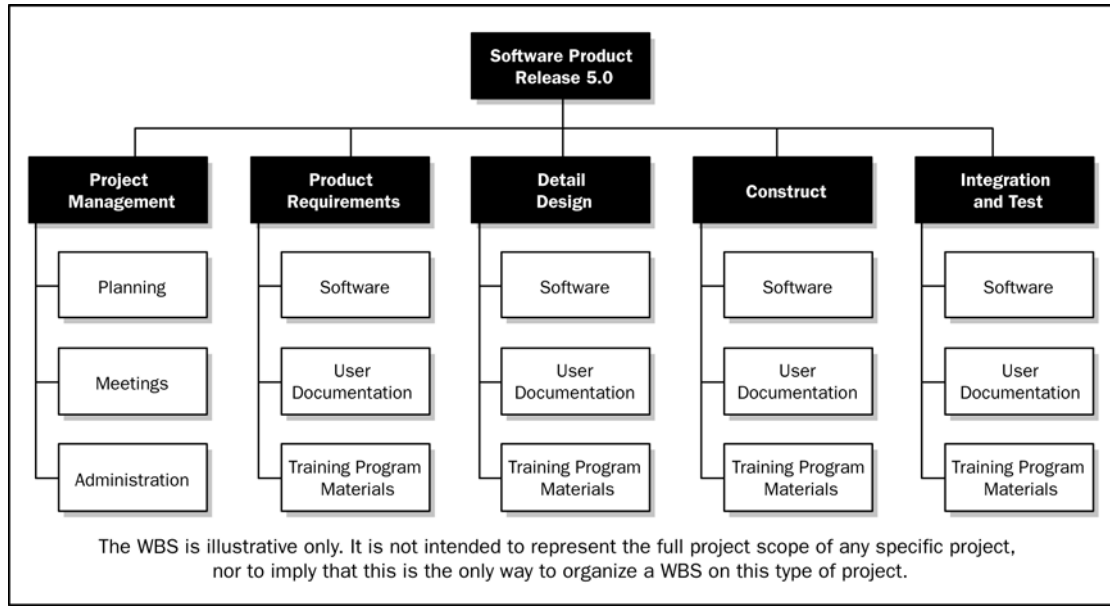 Software Product
Release 5.0
Project
Management
Product
Requirements
Detail
Design
Construct
Integration
and Test
Planning
Software
Software
Software
Software
Meetings
User
Documentation
User
Documentation
User
Documentation
User
Documentation
Administration
Training Program
Materials
Training Program
Materials
Training Program
Materials
Training Program
Materials
The WBS is illustrative only. It is not intended to represent the full project scope of any specific project,
nor to imply that this is the only way to organize a WBS on this type of project.